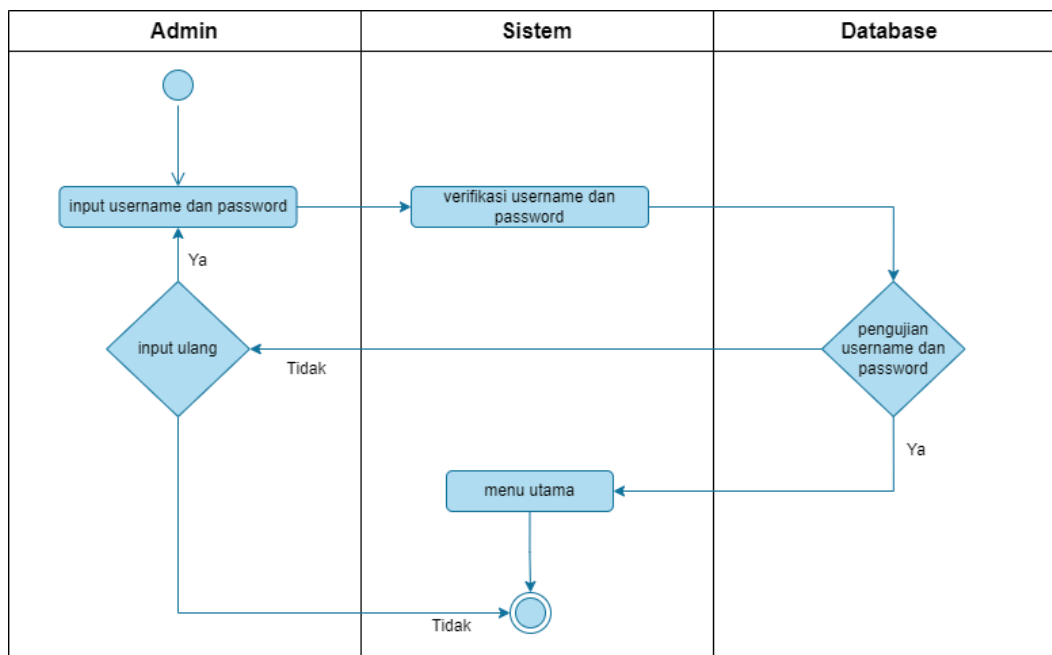 Admin
Sistem
Database
input username dan password
verifikasi username dan
password
Ya
input ulang
Tidak
pengujian
username dan
password
Ya
menu utama
Tidak